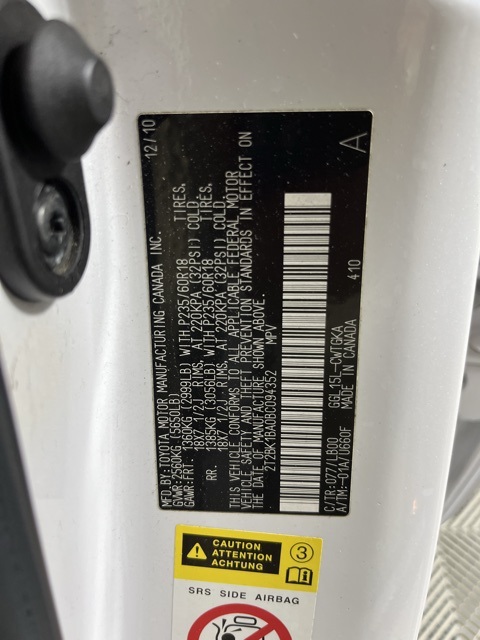 MFD.BY:TOYOTA MOTOR MANUFACTURING CANADA INC. 12/10
GVWR:2560KG (5650LB)
GAWR:FRT. 1360KG (2999LB) WITH P235/60R18 TIRES,
18X7 1/2J RIMS, AT 220KPA (32PSI) COLD.
RR. 1385KG (3056LB) WITH P235/60R18 TIRES,
18X7 1/2J RIMS, AT 220KPA (32PSI) COLD.
THIS VEHICLE CONFORMS TO ALL APPLICABLE FEDERAL MOTOR
VEHICLE SAFETY AND THEFT PREVENTION STANDARDS IN EFFECT ON
THE DATE OF MANUFACTURE SHOWN ABOVE.
2T2BK1BA0BC094352 MPV
C/TR:077/LB00 GGL15L-CWTGKA 410
A/TM:-01A/U660F MADE IN CANADA A
CAUTION
ATTENTION
ACHTUNG
3
SRS SIDE AIRBAG